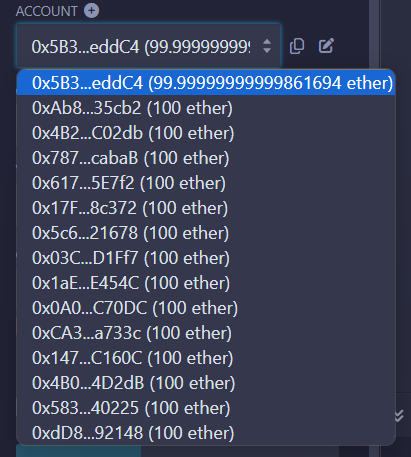 ACCOUNT
0x5B3...eddC4 (99.999999999
0x5B3...eddC4 (99.99999999999861694 ether)
0xAb8...35cb2 (100 ether)
0x4B2...C02db (100 ether)
0x787...cabaB (100 ether)
0x617...5E7f2 (100 ether)
0x17F...8c372 (100 ether)
0x5c6...21678 (100 ether)
0x03C...D1Ff7 (100 ether)
0x1aE...E454C (100 ether)
0x0A0...C70DC (100 ether)
0xCA3...a733c (100 ether)
0x147...C160C (100 ether)
0x4B0...4D2dB (100 ether)
0x583...40225 (100 ether)
0xdD8...92148 (100 ether)